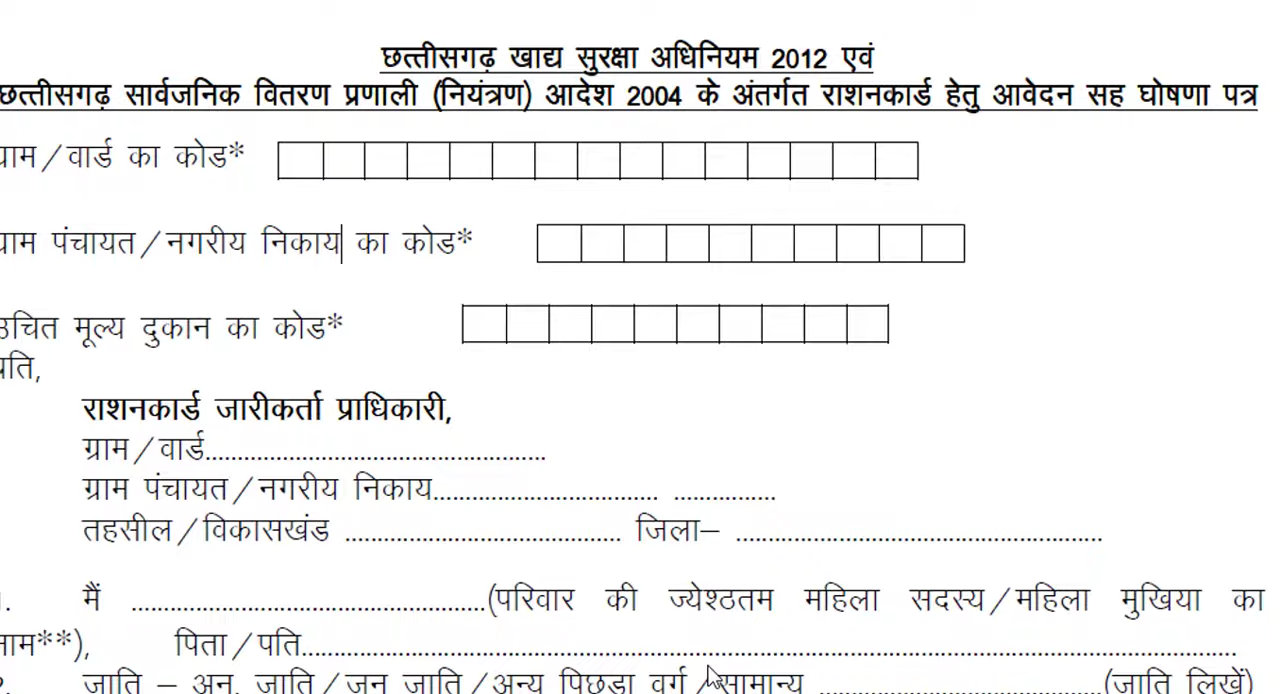 छत्तीसगढ़ खाद्य सुरक्षा अधिनियम 2012 एवं
छत्तीसगढ़ सार्वजनिक वितरण प्रणाली (नियंत्रण) आदेश 2004 के अंतर्गत राशनकार्ड हेतु आवेदन सह घोषणा पत्र
ग्राम/वार्ड का कोड*
ग्राम पंचायत/नगरीय निकाय का कोड*
उचित मूल्य दुकान का कोड*
प्रति,
राशनकार्ड जारीकर्ता प्राधिकारी,
ग्राम/वार्ड.....................................................
ग्राम पंचायत/नगरीय निकाय................................... ................
तहसील/विकासखंड ........................................... जिला– .........................................................
1. मैं .......................................................(परिवार की ज्येश्ठतम महिला सदस्य/महिला मुखिया का
नाम**), पिता/पति.................................................................................................................................................
2. जाति – अनु. जाति/जन जाति/अन्य पिछडा वर्ग/सामान्य ............................................(जाति लिखें)